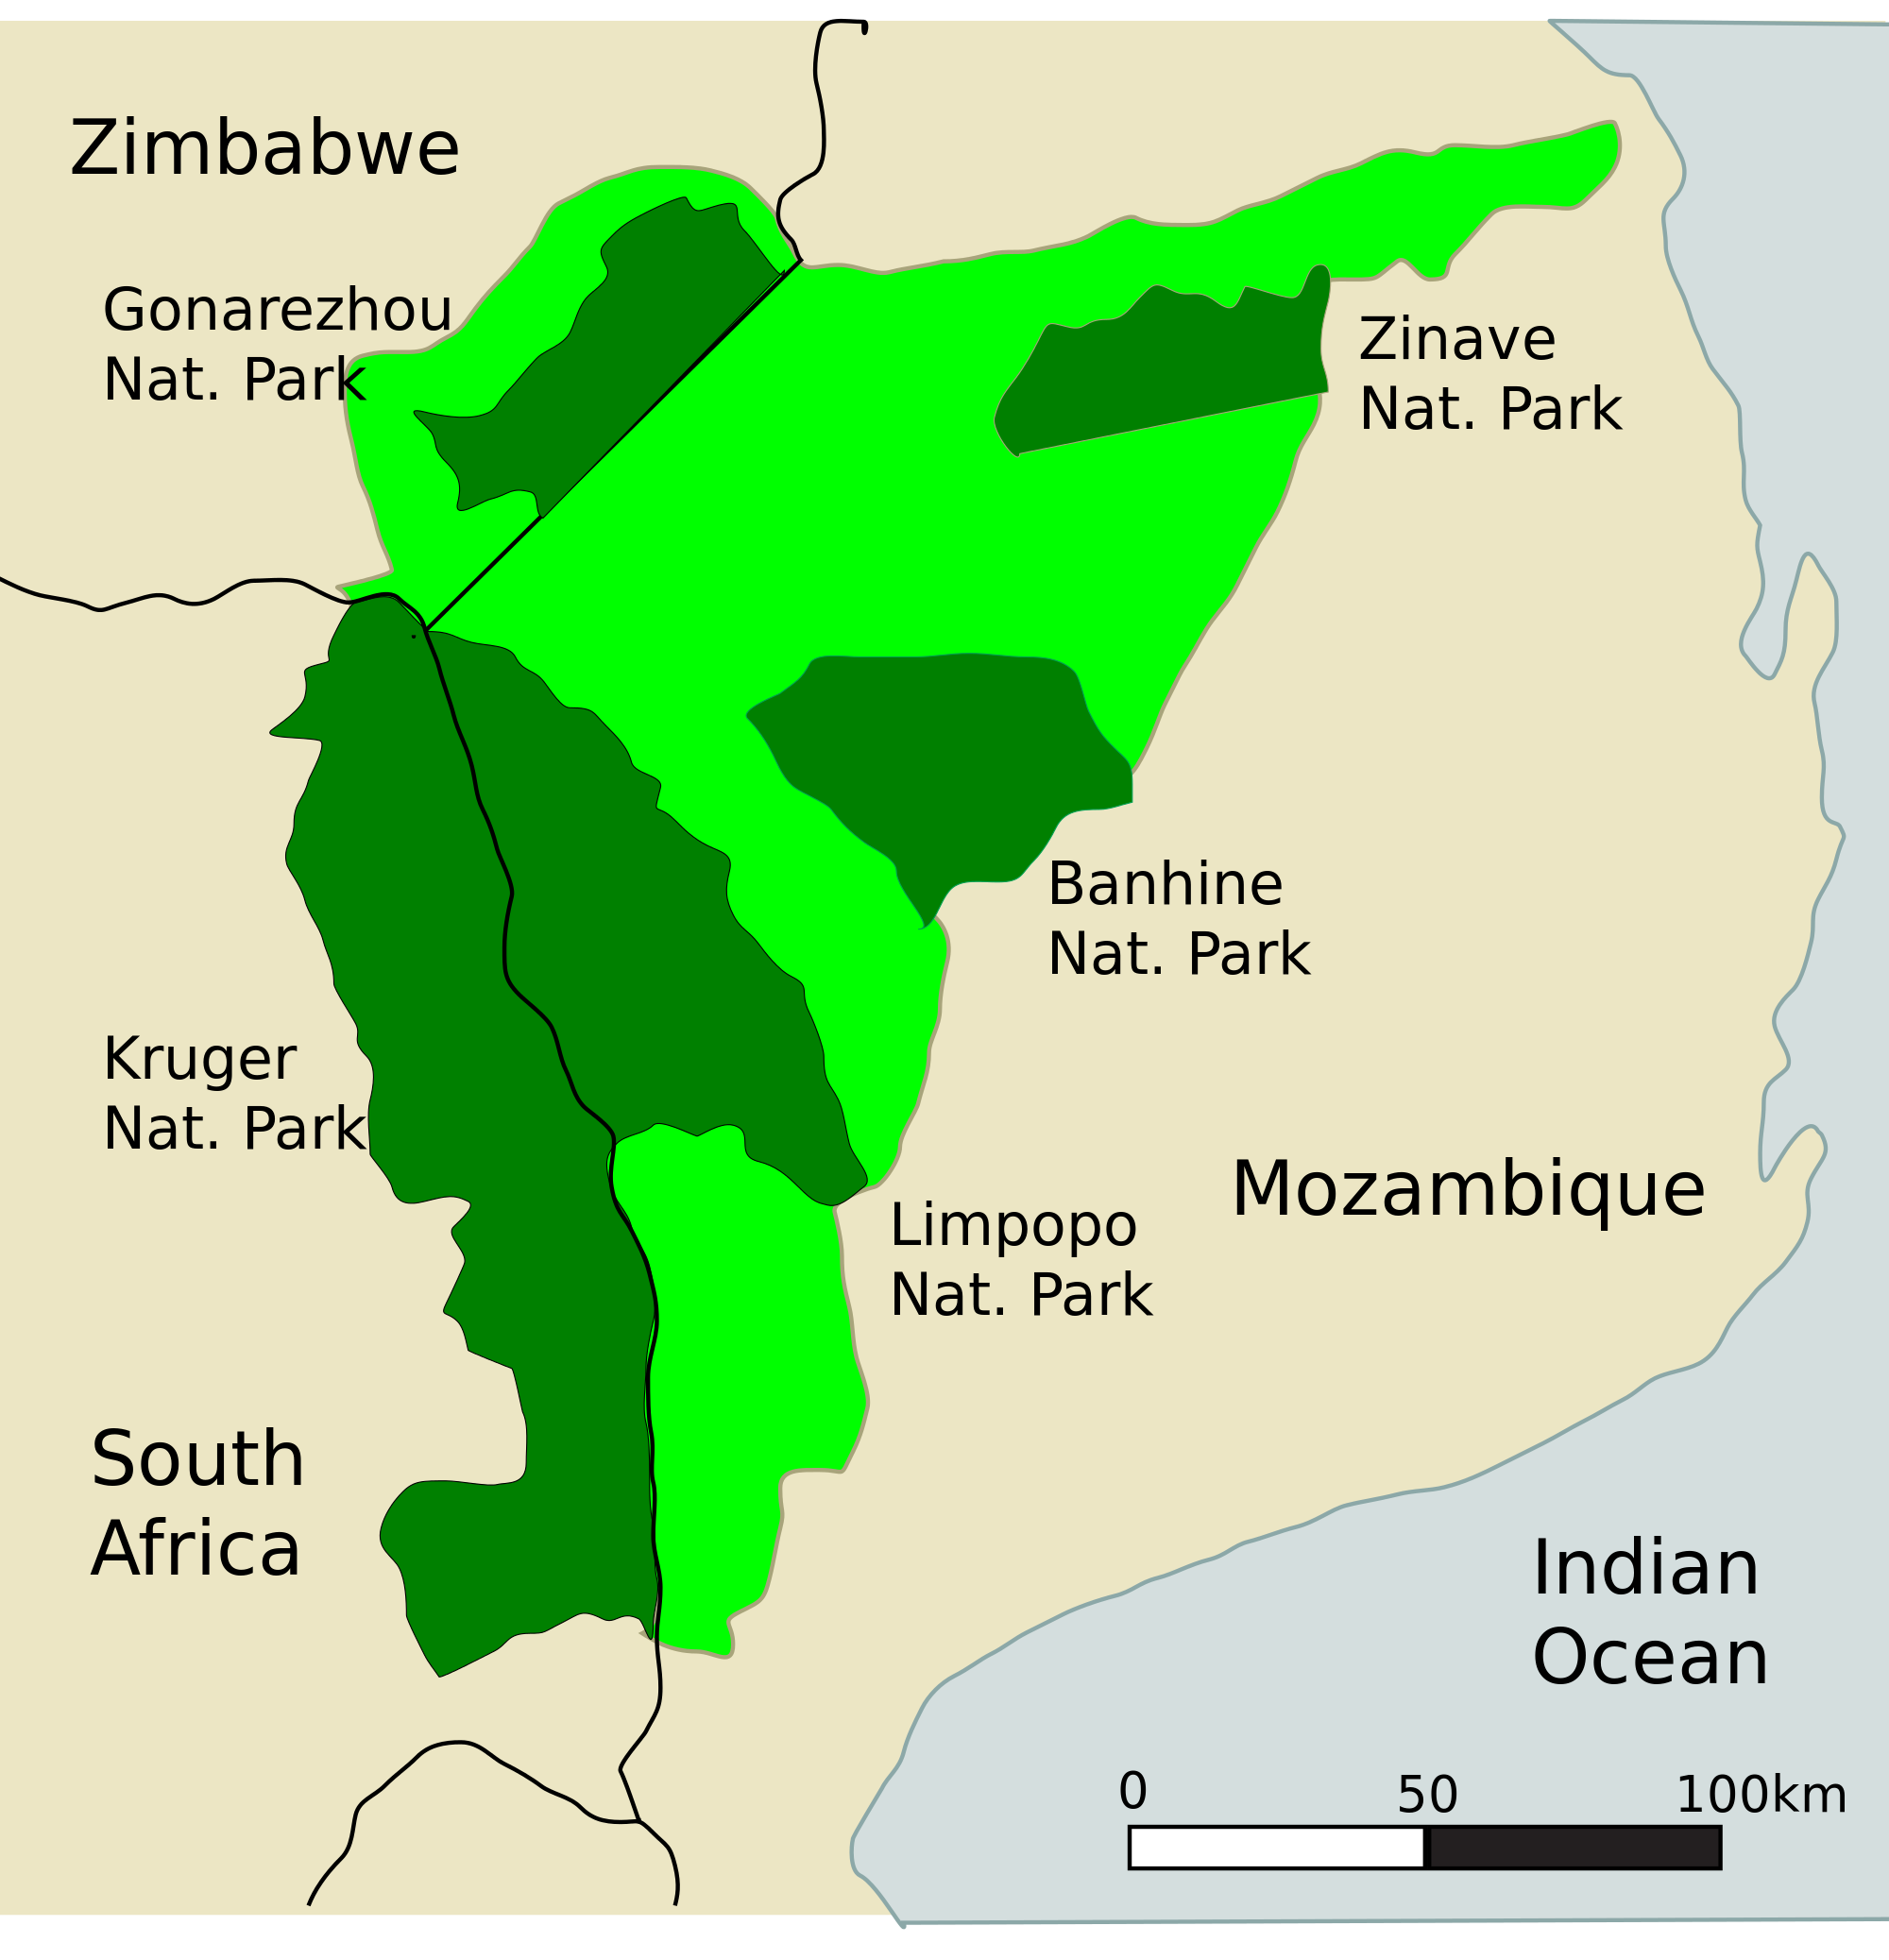 Zimbabwe
Gonarezhou
Nat. Park
Zinave
Nat. Park
Banhine
Nat. Park
Kruger
Nat. Park
Mozambique
Limpopo
Nat. Park
South
Africa
Indian
Ocean
0 50 100km